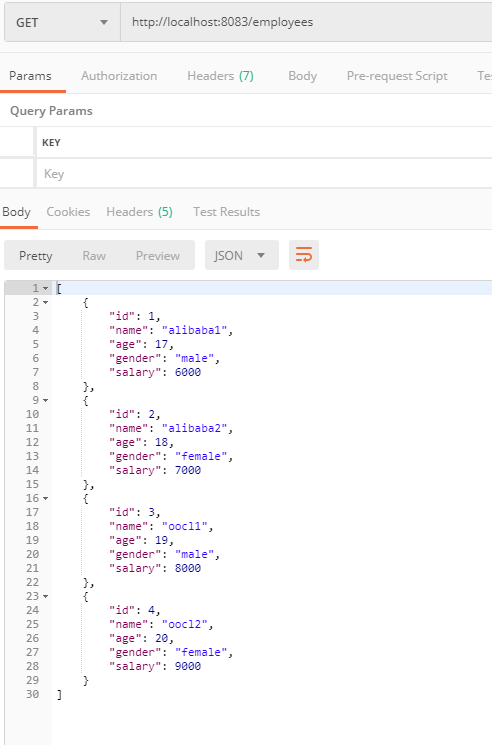 GET http://localhost:8083/employees
Params Authorization Headers (7) Body Pre-request Script Te
Query Params
KEY
Key
Body Cookies Headers (5) Test Results
Pretty Raw Preview JSON
1 [
2 {
3 "id": 1,
4 "name": "alibaba1",
5 "age": 17,
6 "gender": "male",
7 "salary": 6000
8 },
9 {
10 "id": 2,
11 "name": "alibaba2",
12 "age": 18,
13 "gender": "female",
14 "salary": 7000
15 },
16 {
17 "id": 3,
18 "name": "oocl1",
19 "age": 19,
20 "gender": "male",
21 "salary": 8000
22 },
23 {
24 "id": 4,
25 "name": "oocl2",
26 "age": 20,
27 "gender": "female",
28 "salary": 9000
29 }
30 ]